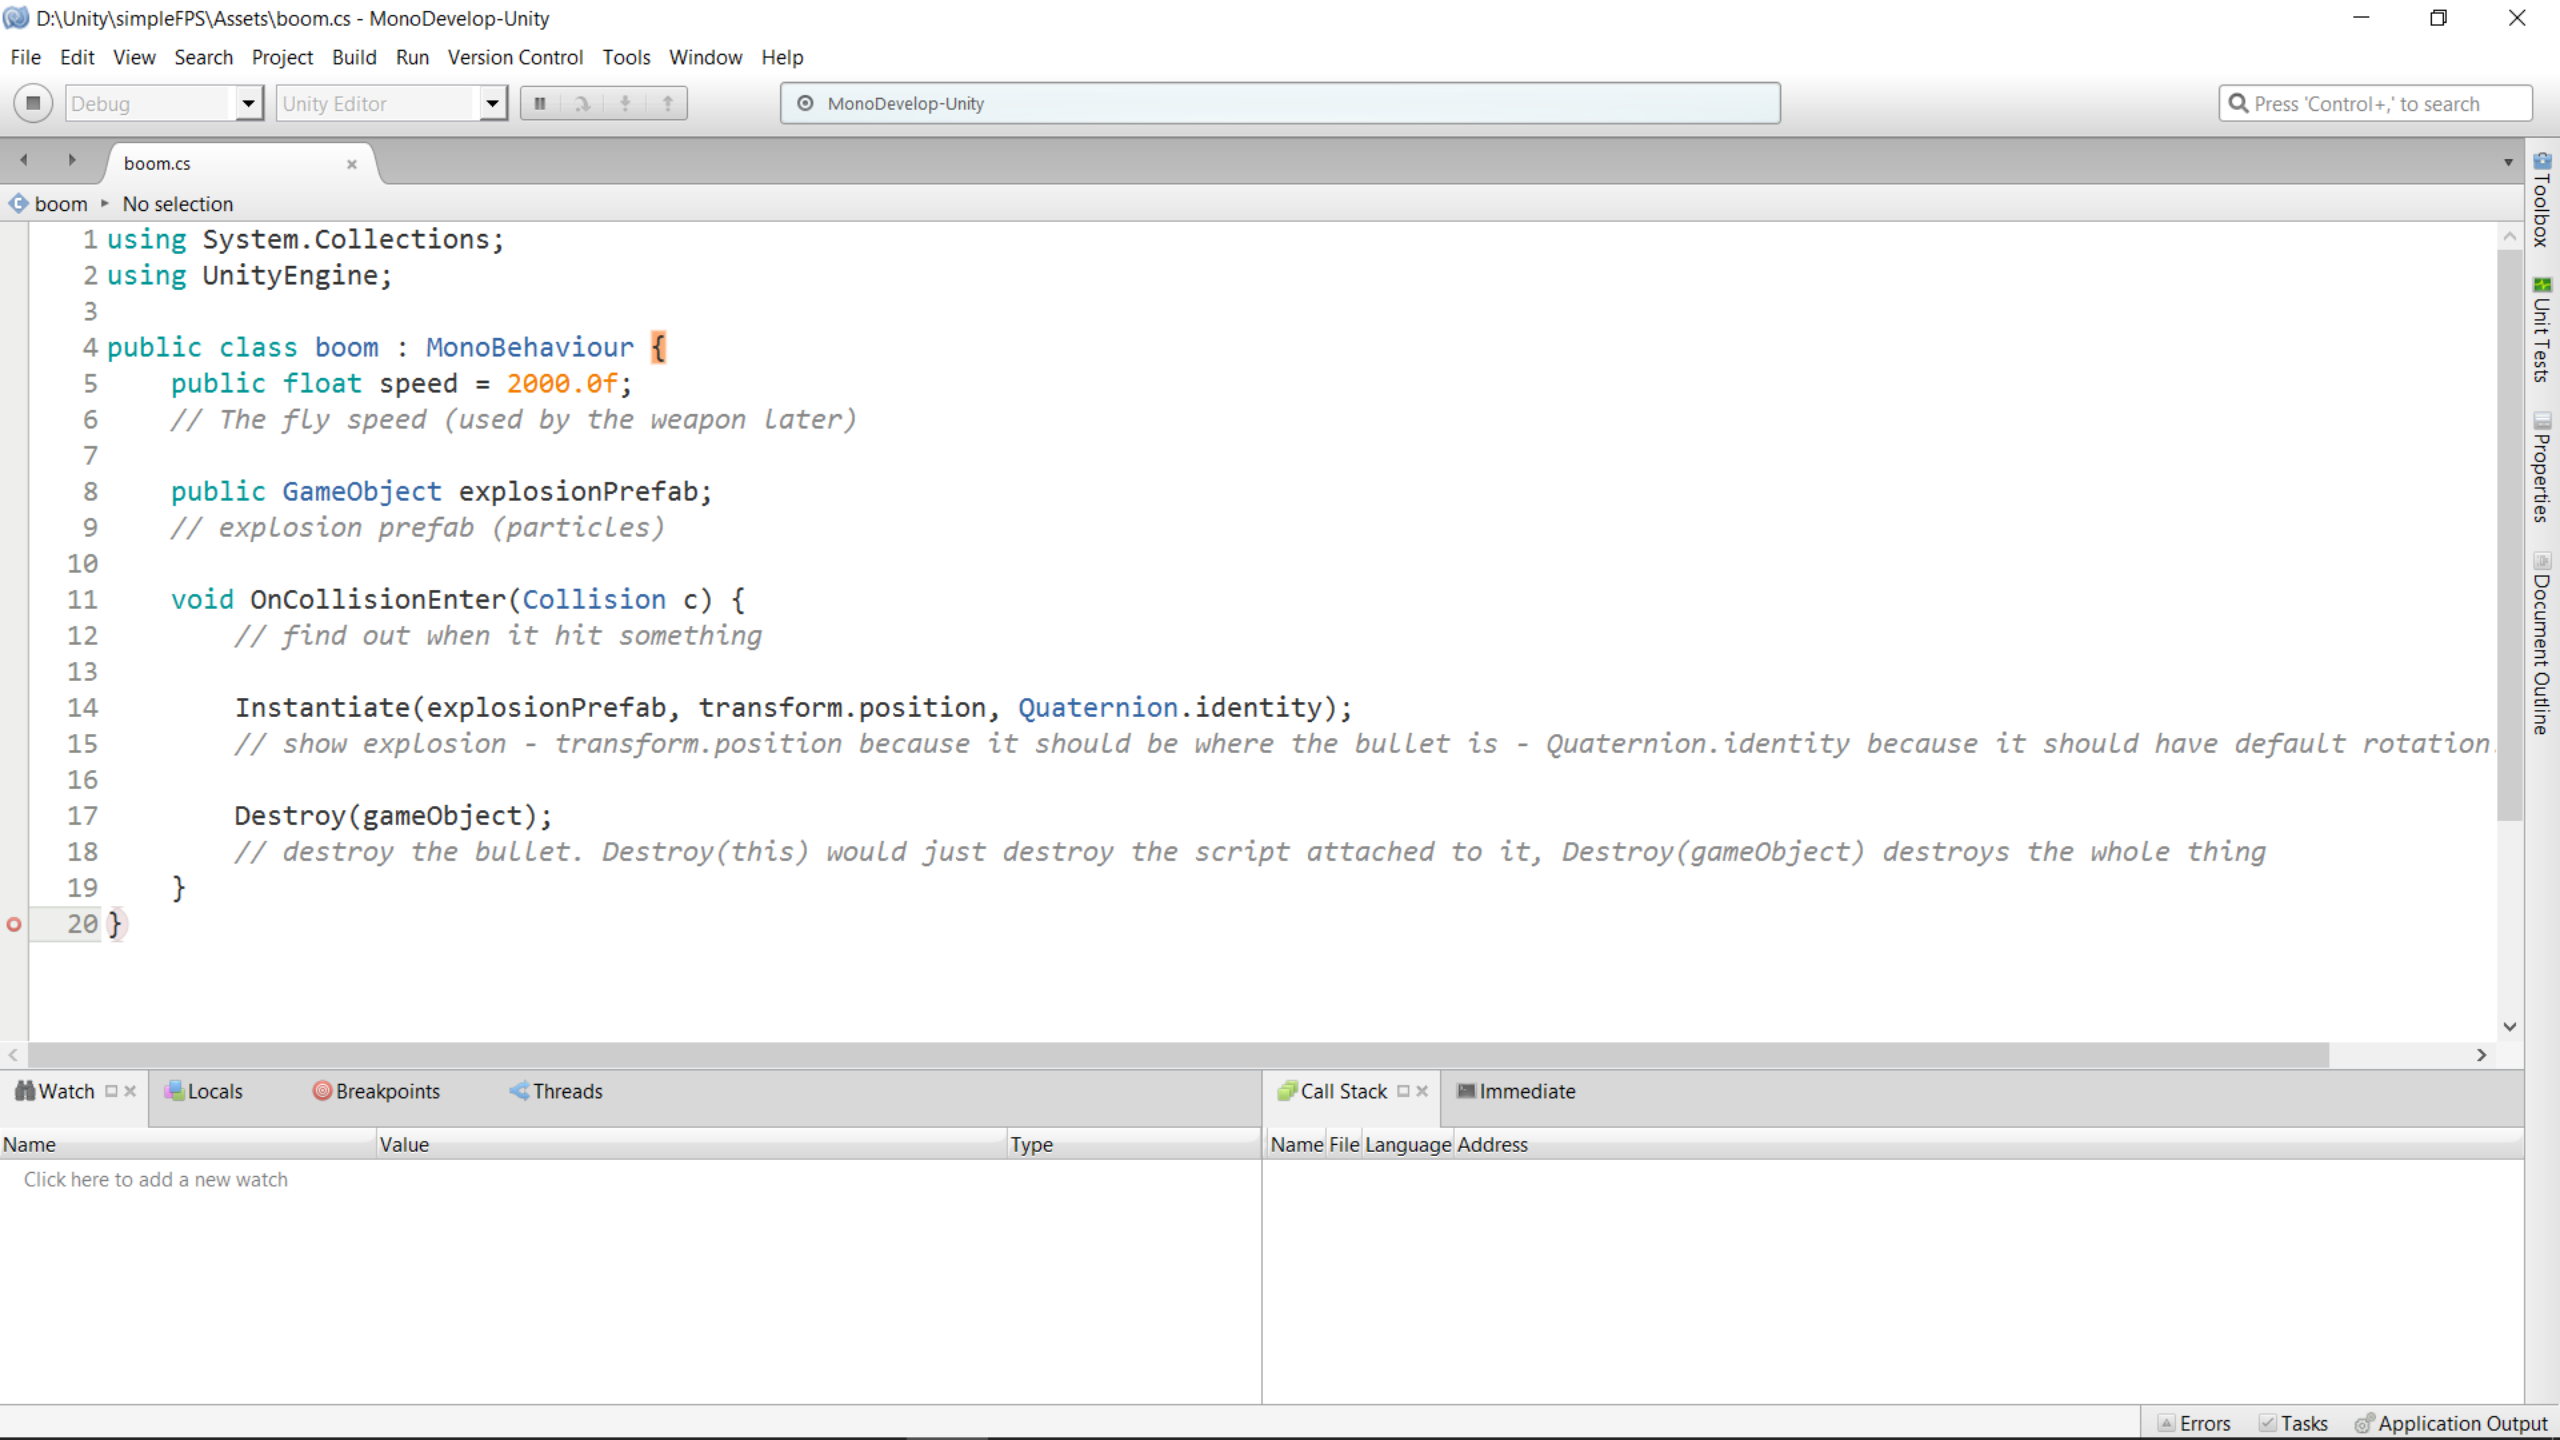 D:\Unity\simpleFPS\Assets\boom.cs - MonoDevelop-Unity
File Edit View Search Project Build Run Version Control Tools Window Help
Debug Unity Editor MonoDevelop-Unity Press 'Control+,' to search
boom.cs
boom No selection
1 using System.Collections;
2 using UnityEngine;
3
4 public class boom : MonoBehaviour {
5 public float speed = 2000.0f;
6 // The fly speed (used by the weapon later)
7
8 public GameObject explosionPrefab;
9 // explosion prefab (particles)
10
11 void OnCollisionEnter(Collision c) {
12 // find out when it hit something
13
14 Instantiate(explosionPrefab, transform.position, Quaternion.identity);
15 // show explosion - transform.position because it should be where the bullet is - Quaternion.identity because it should have default rotation.
16
17 Destroy(gameObject);
18 // destroy the bullet. Destroy(this) would just destroy the script attached to it, Destroy(gameObject) destroys the whole thing
19 }
20 }
Toolbox
Unit Tests
Properties
Document Outline
Watch Locals Breakpoints Threads
Name Value Type
Click here to add a new watch
Call Stack Immediate
Name File Language Address
Errors Tasks Application Output